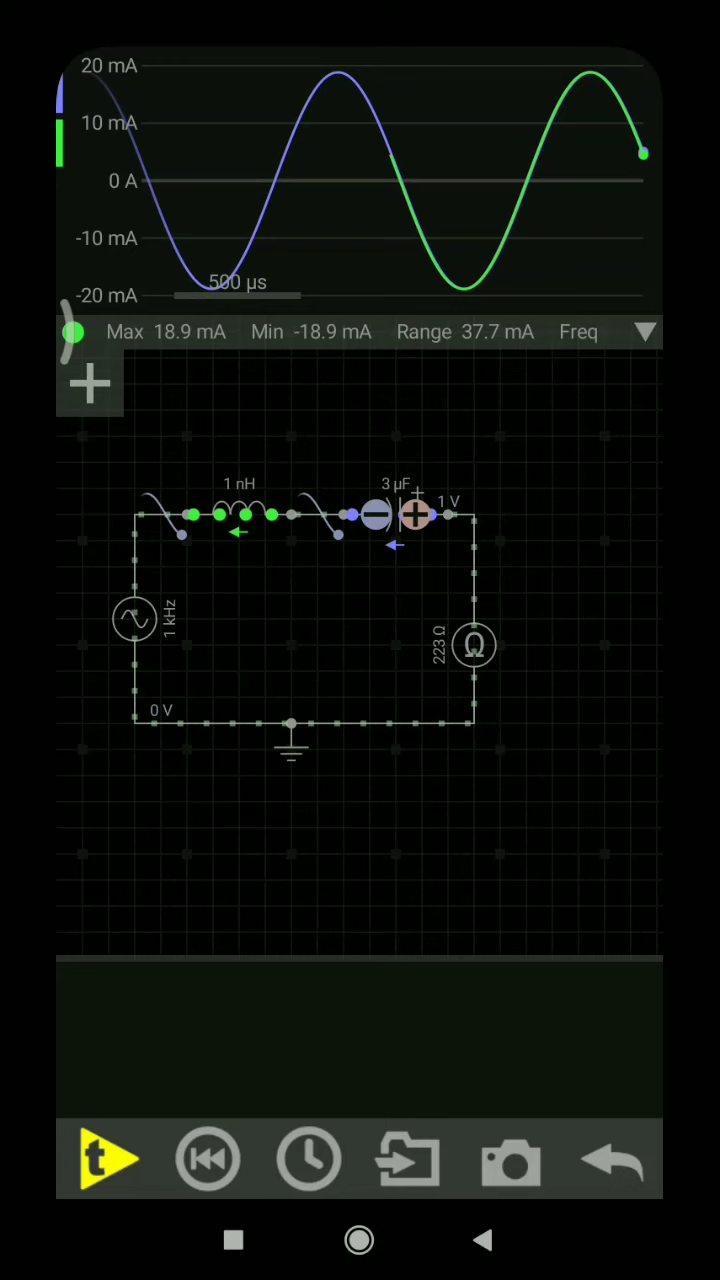 20 mA
10 mA
0 A
-10 mA
500 µs
-20 mA
Max 18.9 mA Min -18.9 mA Range 37.7 mA Freq
1 nH
3 µF
1 V
1 kHz
223 Ω
Ω
0 V
t